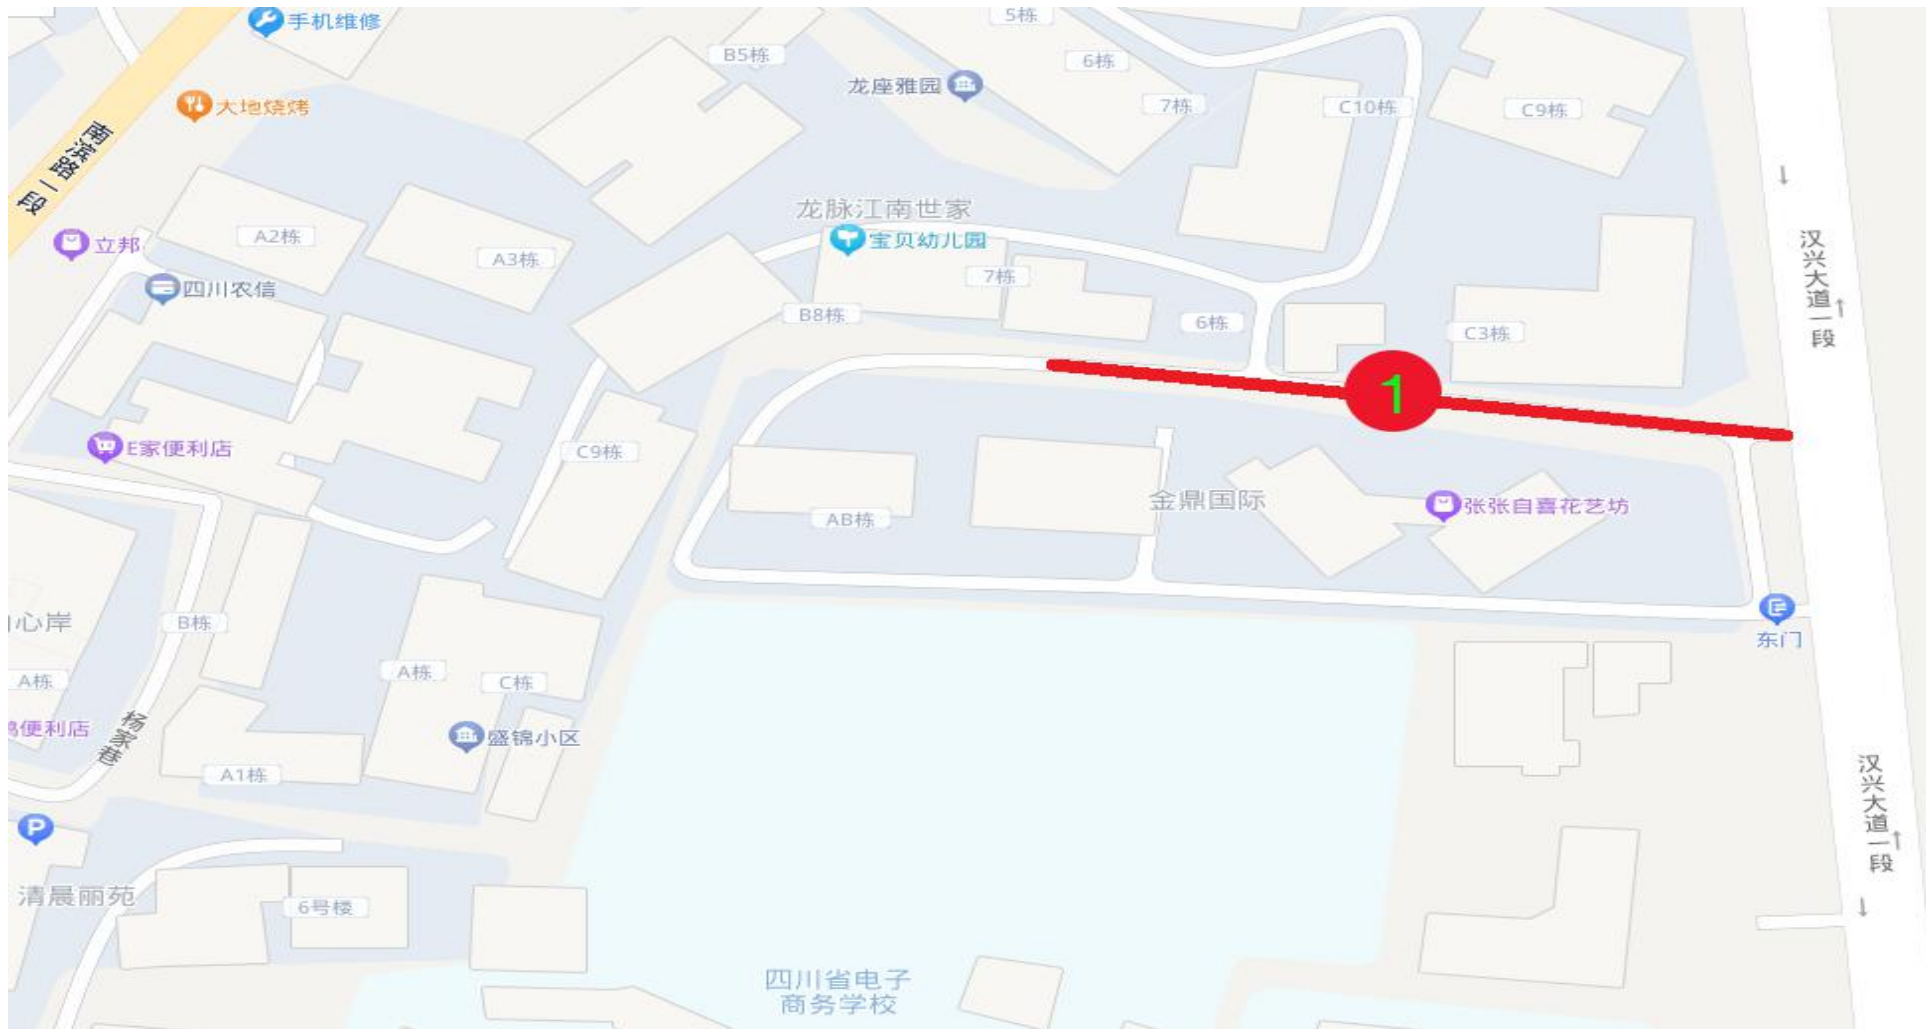 手机维修
5栋
B5栋
6栋
龙座雅园
大地烧烤
7栋
C10栋
C9栋
南滨路一段
龙脉江南世家
A2栋
立邦
宝贝幼儿园
A3栋
7栋
汉兴大道一段
四川农信
B8栋
6栋
C3栋
1
E家便利店
C9栋
金鼎国际
张张自喜花艺坊
AB栋
东门
心岸
B栋
A栋
A栋
C栋
便利店
杨家巷
盛锦小区
A1栋
汉兴大道一段
P
清晨丽苑
6号楼
四川省电子
商务学校